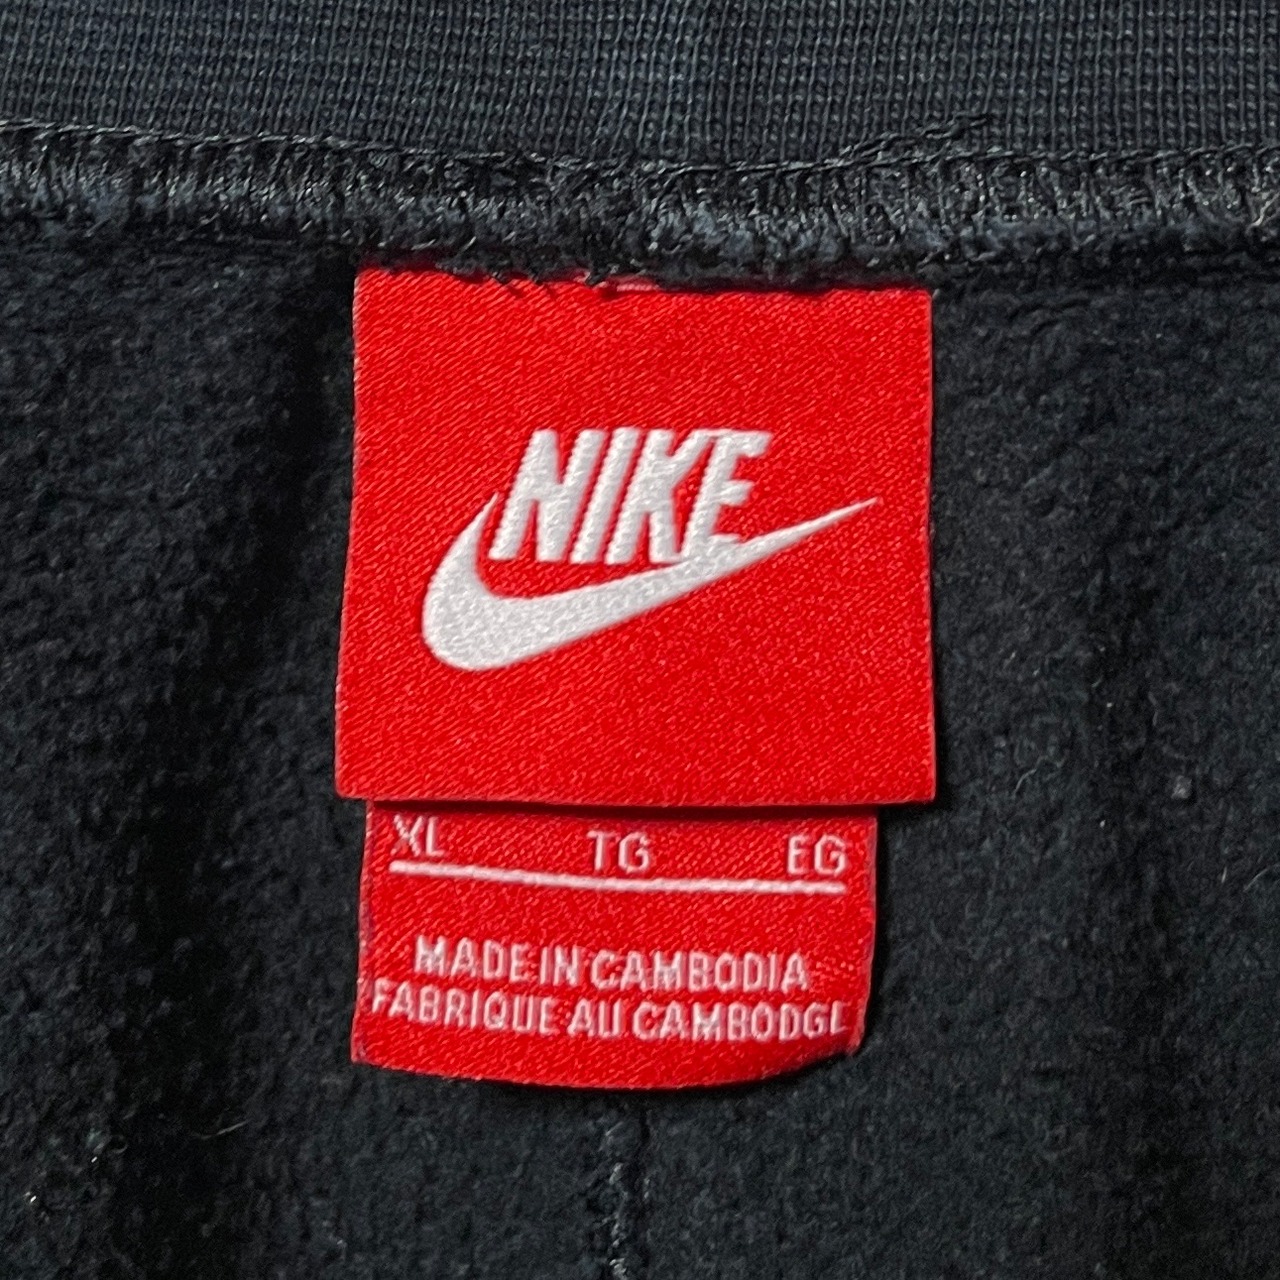 NIKE
XL TG EG
MADE IN CAMBODIA
FABRIQUE AU CAMBODGE